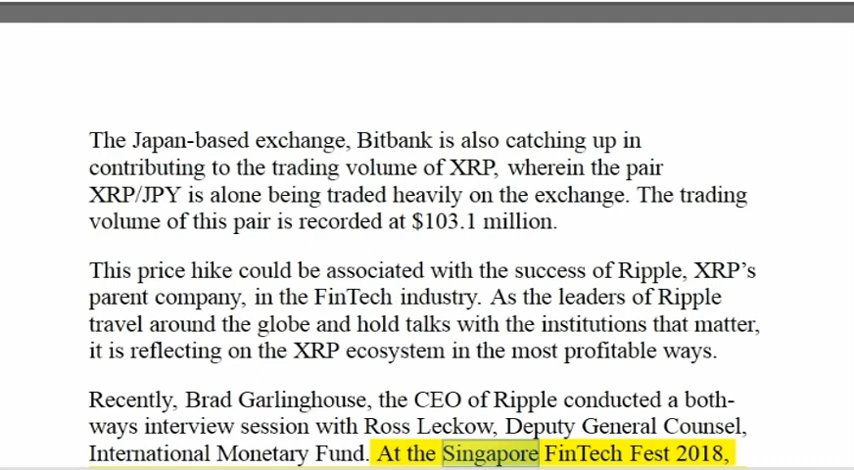 The Japan-based exchange, Bitbank is also catching up in
contributing to the trading volume of XRP, wherein the pair
XRP/JPY is alone being traded heavily on the exchange. The trading
volume of this pair is recorded at $103.1 million.
This price hike could be associated with the success of Ripple, XRP’s
parent company, in the FinTech industry. As the leaders of Ripple
travel around the globe and hold talks with the institutions that matter,
it is reflecting on the XRP ecosystem in the most profitable ways.
Recently, Brad Garlinghouse, the CEO of Ripple conducted a both-
ways interview session with Ross Leckow, Deputy General Counsel,
International Monetary Fund. At the Singapore FinTech Fest 2018,